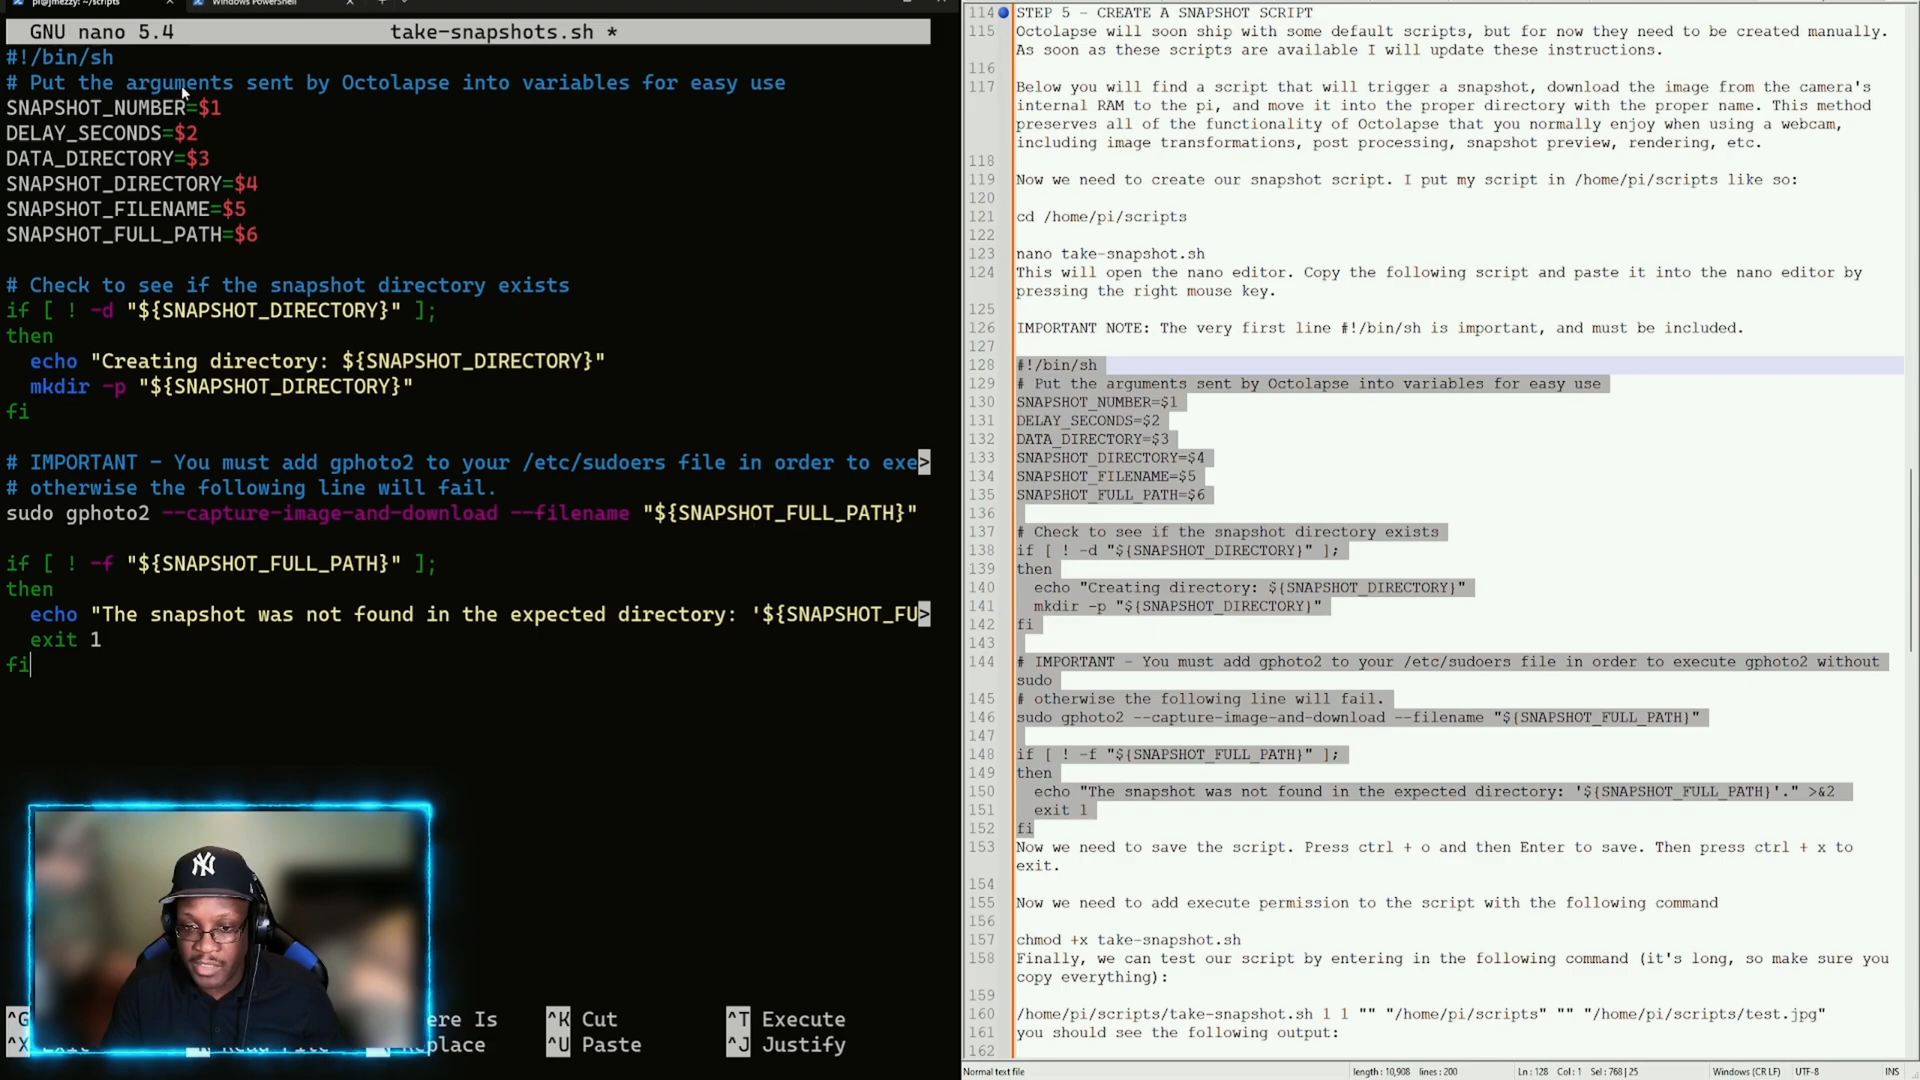 pi@jmezzy: ~/scripts
Windows PowerShell
GNU nano 5.4 take-snapshots.sh *
#!/bin/sh
# Put the arguments sent by Octolapse into variables for easy use
SNAPSHOT_NUMBER=$1
DELAY_SECONDS=$2
DATA_DIRECTORY=$3
SNAPSHOT_DIRECTORY=$4
SNAPSHOT_FILENAME=$5
SNAPSHOT_FULL_PATH=$6
# Check to see if the snapshot directory exists
if [ ! -d "${SNAPSHOT_DIRECTORY}" ];
then
echo "Creating directory: ${SNAPSHOT_DIRECTORY}"
mkdir -p "${SNAPSHOT_DIRECTORY}"
fi
# IMPORTANT - You must add gphoto2 to your /etc/sudoers file in order to exe>
# otherwise the following line will fail.
sudo gphoto2 --capture-image-and-download --filename "${SNAPSHOT_FULL_PATH}"
if [ ! -f "${SNAPSHOT_FULL_PATH}" ];
then
echo "The snapshot was not found in the expected directory: '${SNAPSHOT_FU>
exit 1
fi
^G ere Is ^K Cut ^T Execute
^X ^U Paste ^J Justify
114 STEP 5 - CREATE A SNAPSHOT SCRIPT
115 Octolapse will soon ship with some default scripts, but for now they need to be created manually.
As soon as these scripts are available I will update these instructions.
116
117 Below you will find a script that will trigger a snapshot, download the image from the camera's
internal RAM to the pi, and move it into the proper directory with the proper name. This method
preserves all of the functionality of Octolapse that you normally enjoy when using a webcam,
including image transformations, post processing, snapshot preview, rendering, etc.
118
119 Now we need to create our snapshot script. I put my script in /home/pi/scripts like so:
120
121 cd /home/pi/scripts
122
123 nano take-snapshot.sh
124 This will open the nano editor. Copy the following script and paste it into the nano editor by
pressing the right mouse key.
125
126 IMPORTANT NOTE: The very first line #!/bin/sh is important, and must be included.
127
128 #!/bin/sh
129 # Put the arguments sent by Octolapse into variables for easy use
130 SNAPSHOT_NUMBER=$1
131 DELAY_SECONDS=$2
132 DATA_DIRECTORY=$3
133 SNAPSHOT_DIRECTORY=$4
134 SNAPSHOT_FILENAME=$5
135 SNAPSHOT_FULL_PATH=$6
136
137 # Check to see if the snapshot directory exists
138 if [ ! -d "${SNAPSHOT_DIRECTORY}" ];
139 then
140 echo "Creating directory: ${SNAPSHOT_DIRECTORY}"
141 mkdir -p "${SNAPSHOT_DIRECTORY}"
142 fi
143
144 # IMPORTANT - You must add gphoto2 to your /etc/sudoers file in order to execute gphoto2 without
sudo
145 # otherwise the following line will fail.
146 sudo gphoto2 --capture-image-and-download --filename "${SNAPSHOT_FULL_PATH}"
147
148 if [ ! -f "${SNAPSHOT_FULL_PATH}" ];
149 then
150 echo "The snapshot was not found in the expected directory: '${SNAPSHOT_FULL_PATH}'." >&2
151 exit 1
152 fi
153 Now we need to save the script. Press ctrl + o and then Enter to save. Then press ctrl + x to
exit.
154
155 Now we need to add execute permission to the script with the following command
156
157 chmod +x take-snapshot.sh
158 Finally, we can test our script by entering in the following command (it's long, so make sure you
copy everything):
159
160 /home/pi/scripts/take-snapshot.sh 1 1 "" "/home/pi/scripts" "" "/home/pi/scripts/test.jpg"
161 you should see the following output:
162
Normal text file length : 10,908 lines : 200 Ln : 128 Col : 1 Sel : 768 | 25 Windows (CR LF) UTF-8 INS